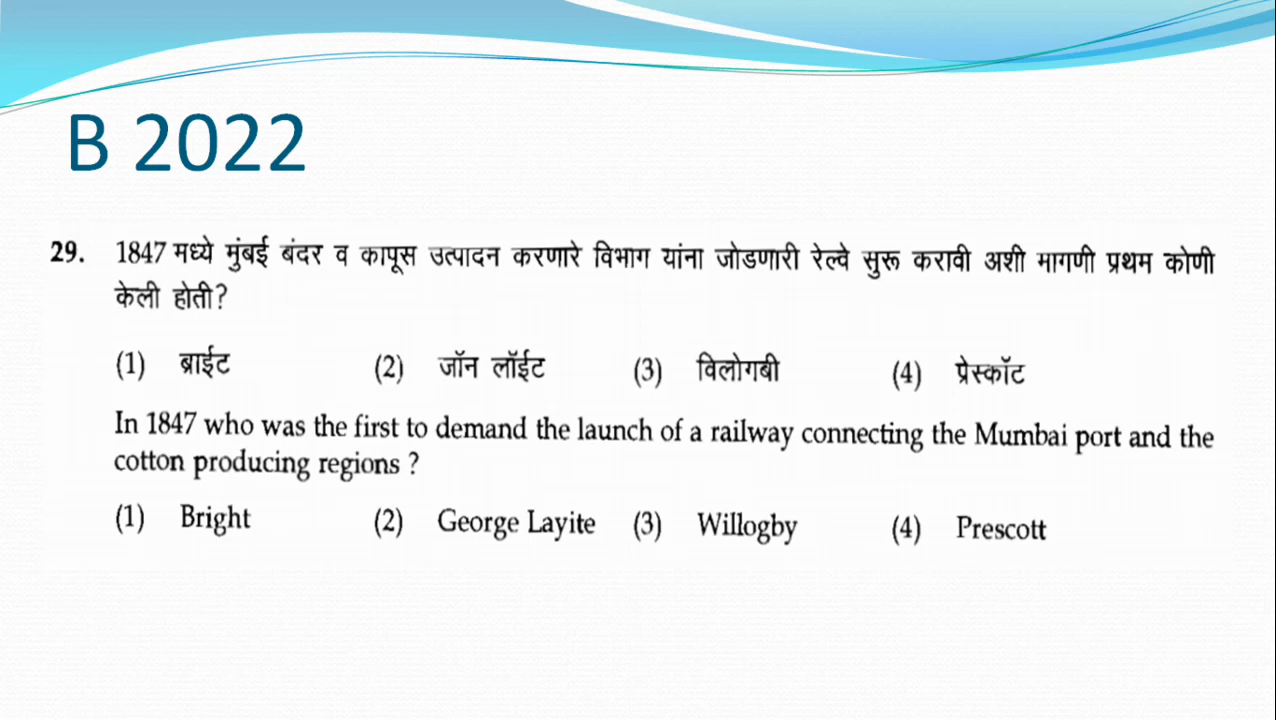 B 2022
29. 1847 मध्ये मुंबई बंदर व कापूस उत्पादन करणारे विभाग यांना जोडणारी रेल्वे सुरू करावी अशी मागणी प्रथम कोणी
केली होती?
(1) ब्राईट (2) जॉन लॉईट (3) विलोगबी (4) प्रेस्कॉट
In 1847 who was the first to demand the launch of a railway connecting the Mumbai port and the
cotton producing regions ?
(1) Bright (2) George Layite (3) Willogby (4) Prescott